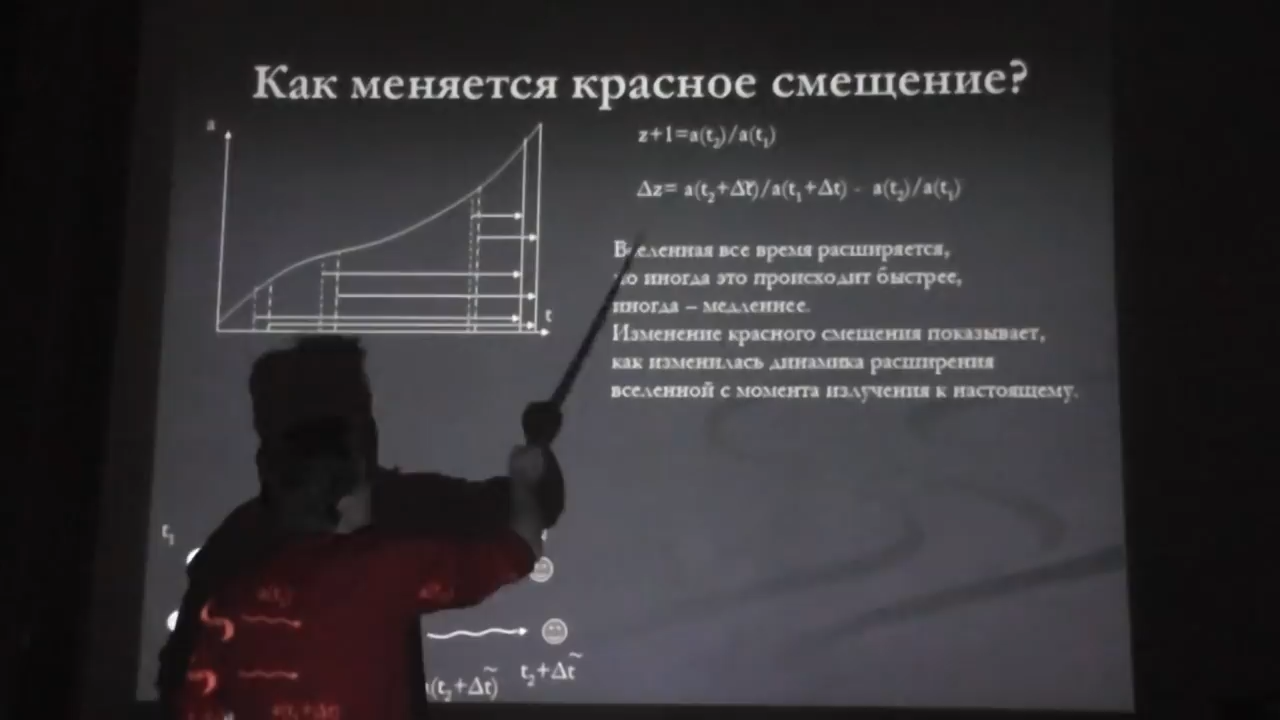 Как меняется красное смещение?
a
z+1=a(t₂)/a(t₁)
Δz= a(t₂+Δt̃)/a(t₁+Δt) - a(t₂)/a(t₁)
Вселенная все время расширяется,
но иногда это происходит быстрее,
иногда – медленнее.
t
Изменение красного смещения показывает,
как изменилась динамика расширения
вселенной с момента излучения к настоящему.
t₁
a(t₂+Δt̃)
t₂+Δt̃